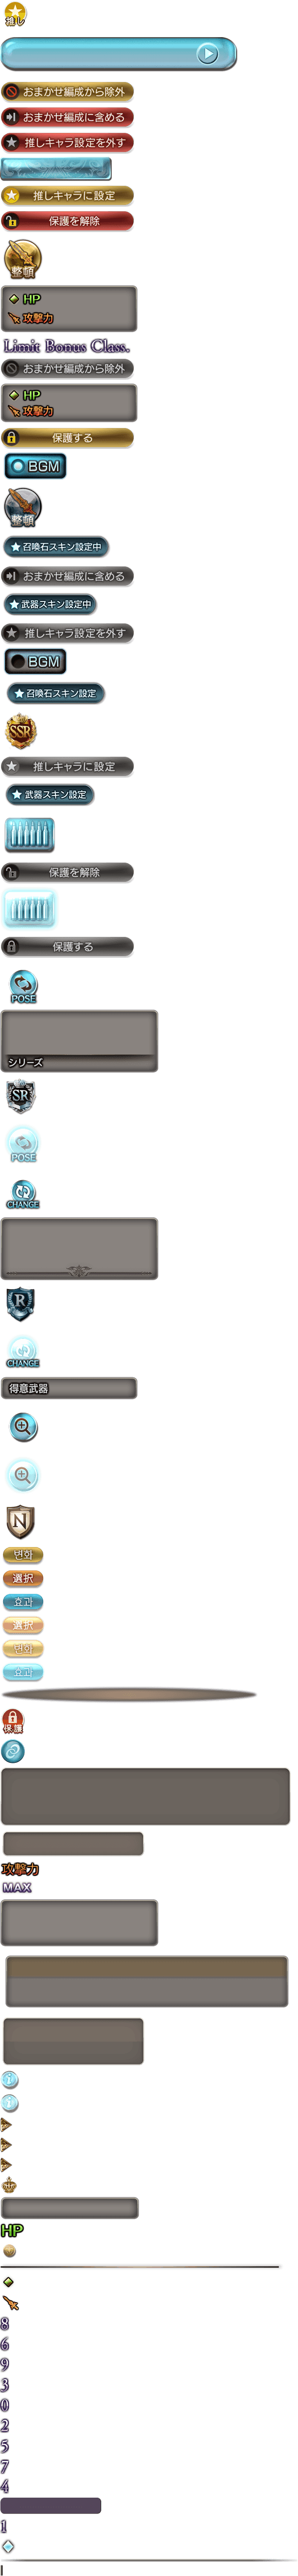 推し
おまかせ編成から除外
おまかせ編成に含める
推しキャラ設定を外す
推しキャラに設定
保護を解除
整頓
HP
攻撃力
Limit Bonus Class.
おまかせ編成から除外
HP
攻撃力
保護する
BGM
整頓
召喚石スキン設定中
おまかせ編成に含める
武器スキン設定中
推しキャラ設定を外す
BGM
召喚石スキン設定
SSR
推しキャラに設定
武器スキン設定
保護を解除
保護する
POSE
シリーズ
SR
POSE
CHANGE
R
CHANGE
得意武器
N
변화
選択
효과
選択
변화
효과
保護
攻撃力
MAX
HP
8
6
9
3
0
2
5
7
4
1